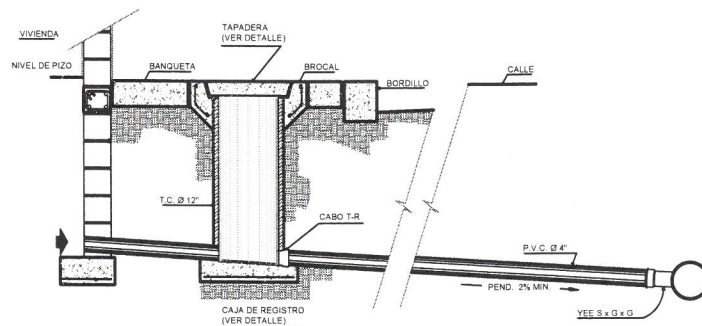 VIVIENDA
TAPADERA
(VER DETALLE)
NIVEL DE PIZO
BANQUETA
BROCAL
BORDILLO
CALLE
T.C. Ø 12"
CABO T-R
P.V.C. Ø 4"
PEND. 2% MIN.
CAJA DE REGISTRO
(VER DETALLE)
YEE S x G x G